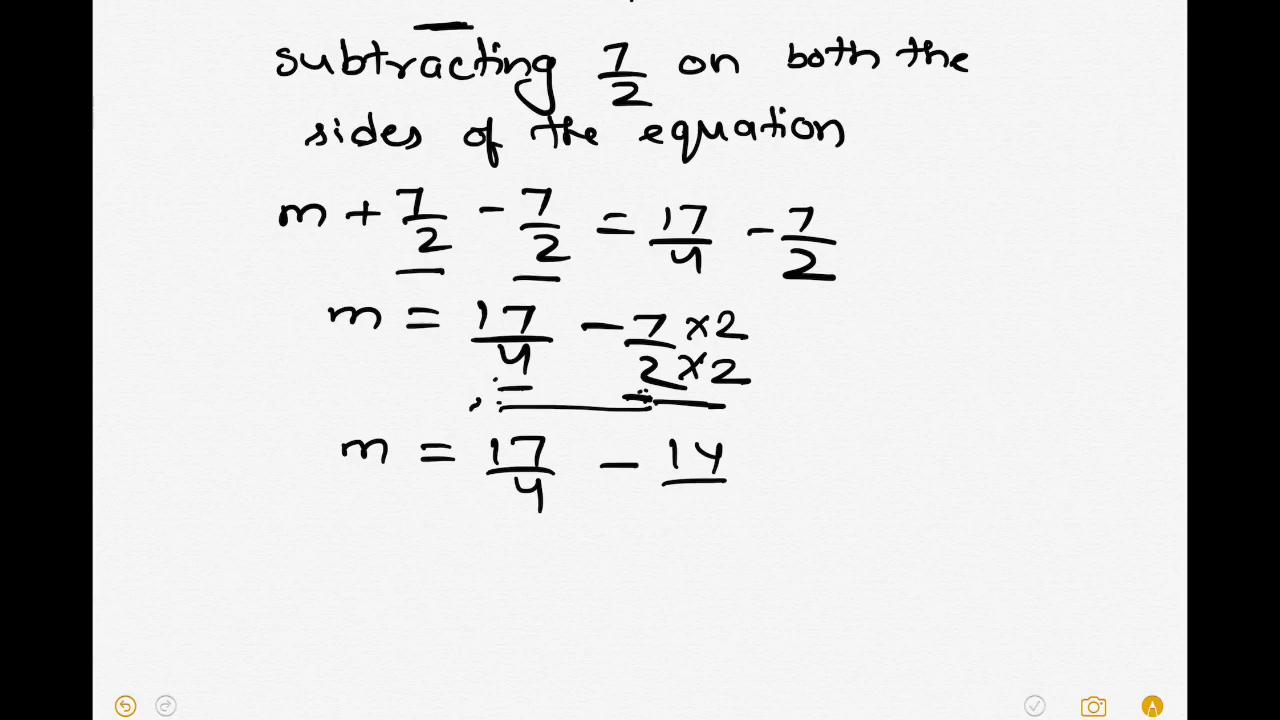 subtracting 7/2 on both the
sides of the equation
m + 7/2 - 7/2 = 17/4 - 7/2
m = 17/4 - 7/2 ×2/×2
m = 17/4 - 14/